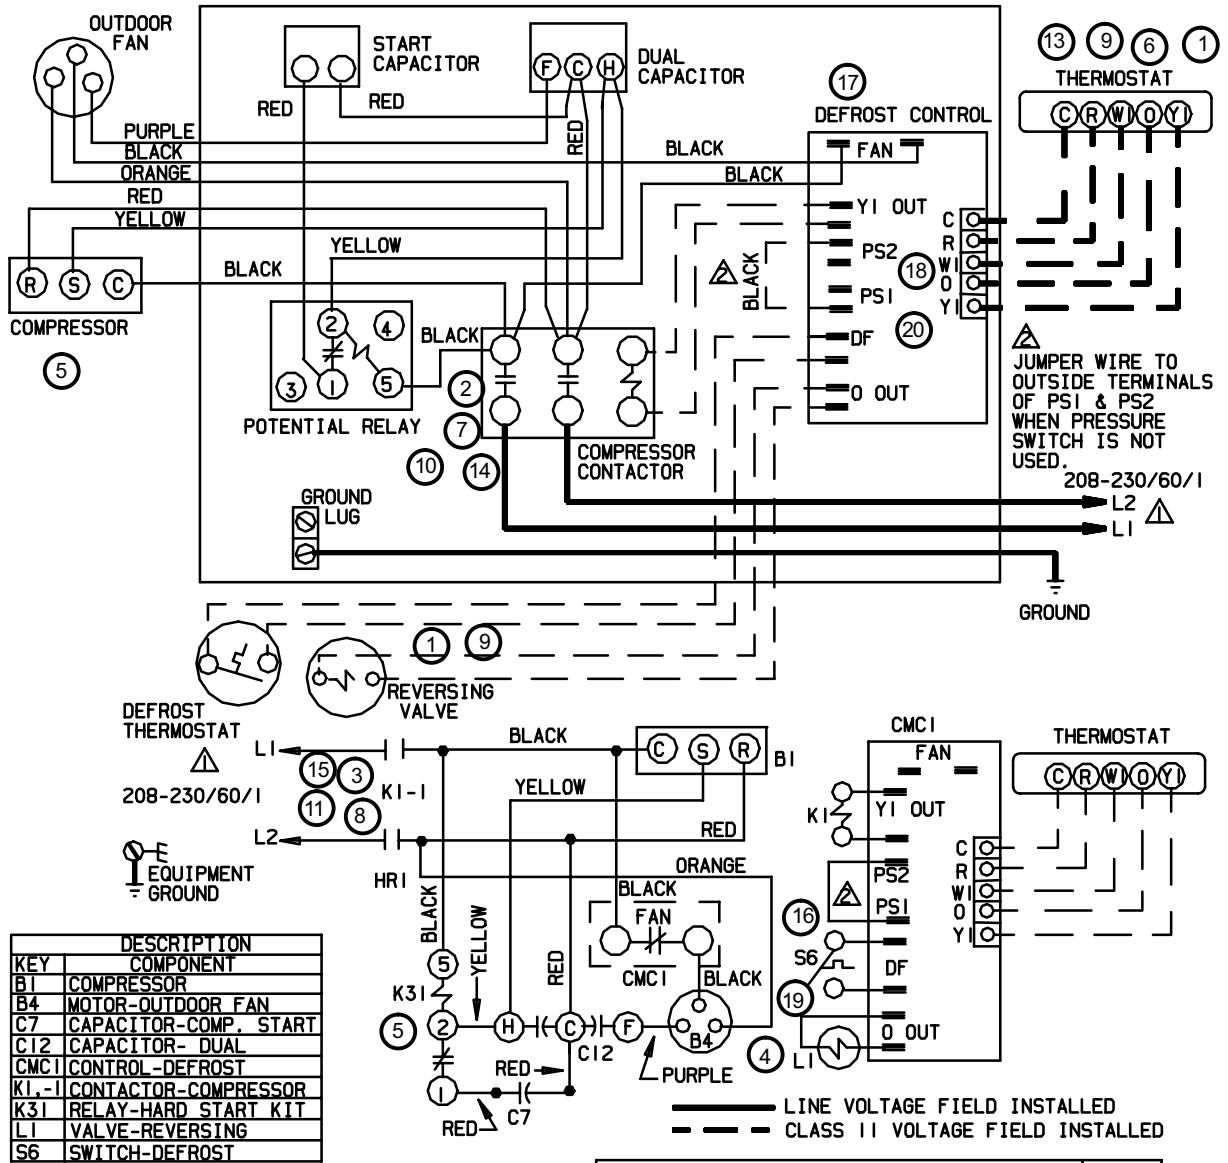 OUTDOOR
FAN
START
CAPACITOR
F C H
DUAL
CAPACITOR
13 9 6 1
THERMOSTAT
C R W1 O Y1
17
DEFROST CONTROL
RED
RED
RED
PURPLE
BLACK
ORANGE
RED
YELLOW
BLACK
BLACK
FAN
Y1 OUT
PS2
PS1
DF
O OUT
C
R
W1
O
Y1
18
20
2
BLACK
YELLOW
BLACK
R S C
COMPRESSOR
5
2 4
3 1 5
POTENTIAL RELAY
BLACK
2
7
10 14
COMPRESSOR
CONTACTOR
2
JUMPER WIRE TO
OUTSIDE TERMINALS
OF PS1 & PS2
WHEN PRESSURE
SWITCH IS NOT
USED.
208-230/60/1
L2
L1
1
GROUND
LUG
GROUND
1 9
DEFROST
THERMOSTAT
REVERSING
VALVE
1
208-230/60/1
L1
15 3
11 8
K1-1
L2
HR1
EQUIPMENT
GROUND
BLACK
C S R
B1
YELLOW
RED
ORANGE
BLACK
FAN
CMC1
BLACK
BLACK
YELLOW
RED
5
K31
5
2 H C F
C12
B4
4
1
RED
RED
C7
PURPLE
CMC1
FAN
K1
Y1 OUT
PS2
2
PS1
16
S6
DF
19
O OUT
L1
C
R
W1
O
Y1
THERMOSTAT
C R W1 O Y1
DESCRIPTION
KEY COMPONENT
B1 COMPRESSOR
B4 MOTOR-OUTDOOR FAN
C7 CAPACITOR-COMP. START
C12 CAPACITOR- DUAL
CMC1 CONTROL-DEFROST
K1,-1 CONTACTOR-COMPRESSOR
K31 RELAY-HARD START KIT
L1 VALVE-REVERSING
S6 SWITCH-DEFROST
LINE VOLTAGE FIELD INSTALLED
CLASS II VOLTAGE FIELD INSTALLED